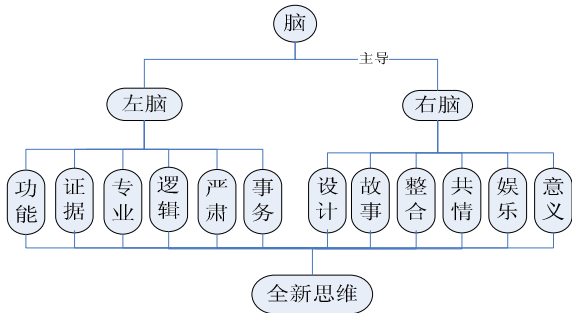 脑
主导
左脑
右脑
功能
证据
专业
逻辑
严肃
事务
设计
故事
整合
共情
娱乐
意义
全新思维